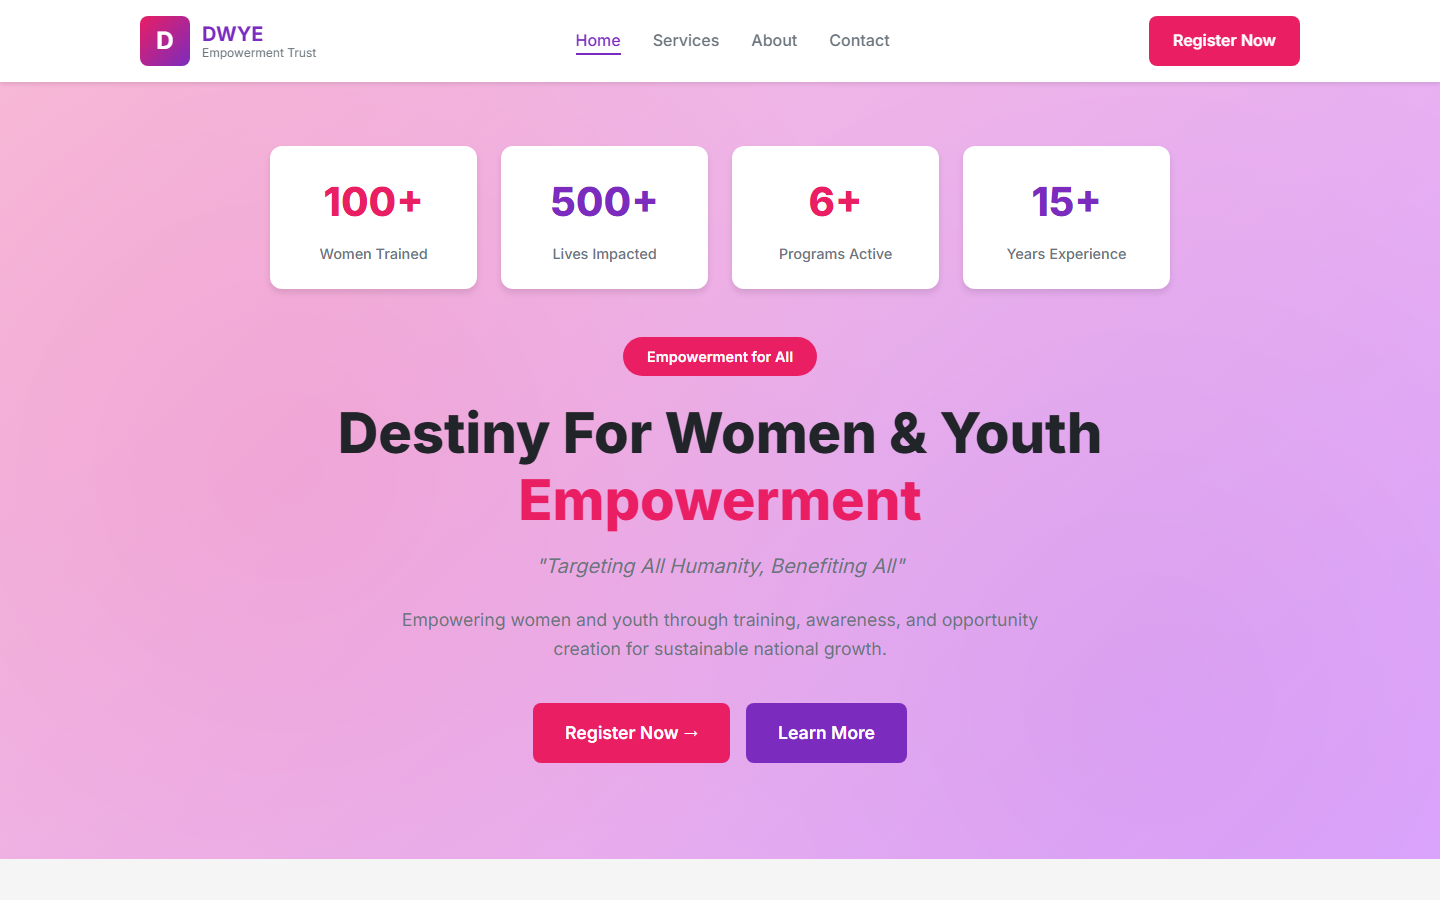 D
DWYE
Empowerment Trust
Home
Services
About
Contact
Register Now
100+
Women Trained
500+
Lives Impacted
6+
Programs Active
15+
Years Experience
Empowerment for All
Destiny For Women & Youth
Empowerment
"Targeting All Humanity, Benefiting All"
Empowering women and youth through training, awareness, and opportunity
creation for sustainable national growth.
Register Now →
Learn More